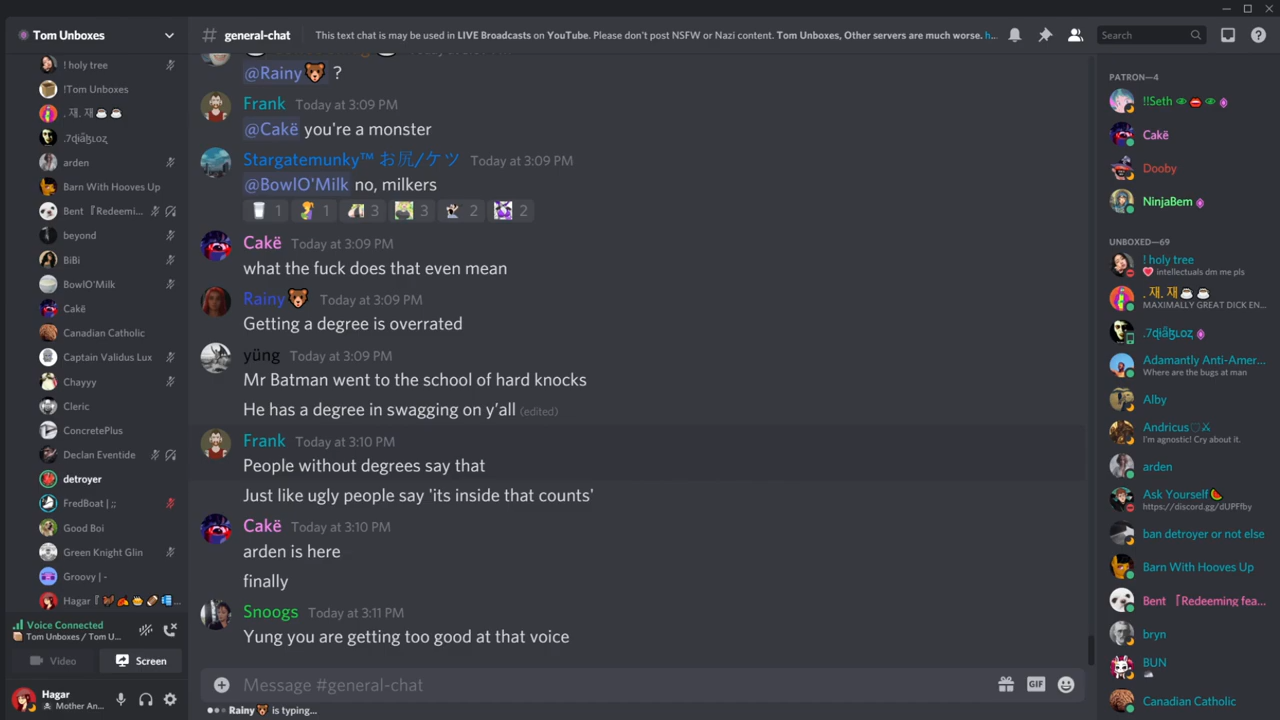 Tom Unboxes
! holy tree
!Tom Unboxes
. 재. 재☕☕
arden
Barn With Hooves Up
Bent『Redeemi...
beyond
BiBi
BowlO'Milk
Cakë
Canadian Catholic
Captain Validus Lux
Chayyy
Cleric
ConcretePlus
Declan Eventide
detroyer
FredBoat | ;;
Good Boi
Green Knight Glin
Groovy | -
Hagar『
Voice Connected
Tom Unboxes / Tom U...
Video
Screen
Hagar
Mother An...
# general-chat
This text chat is may be used in LIVE Broadcasts on YouTube. Please don't post NSFW or Nazi content. Tom Unboxes, Other servers are much worse. h...
Search
@Rainy🐻 ?
Frank Today at 3:09 PM
@Cakë you're a monster
Stargatemunky™ お尻/ケツ Today at 3:09 PM
@BowlO'Milk no, milkers
1 1 3 3 2 2
Cakë Today at 3:09 PM
what the fuck does that even mean
Rainy🐻 Today at 3:09 PM
Getting a degree is overrated
yüng Today at 3:09 PM
Mr Batman went to the school of hard knocks
He has a degree in swagging on y'all (edited)
Frank Today at 3:10 PM
People without degrees say that
Just like ugly people say 'its inside that counts'
Cakë Today at 3:10 PM
arden is here
finally
Snoogs Today at 3:11 PM
Yung you are getting too good at that voice
Message #general-chat
GIF
Rainy🐻 is typing...
PATRON—4
!!Seth 👁👄👁
Cakë
Dooby
NinjaBem
UNBOXED—69
! holy tree
intellectuals dm me pls
. 재. 재☕☕
MAXIMALLY GREAT DICK EN...
Adamantly Anti-Amer...
Where are the bugs at man
Alby
Andricus♡⚔
I'm agnostic! Cry about it.
arden
Ask Yourself🍉
https://discord.gg/dUPFfby
ban detroyer or not else
Barn With Hooves Up
Bent『Redeeming fea...
bryn
BUN
Canadian Catholic